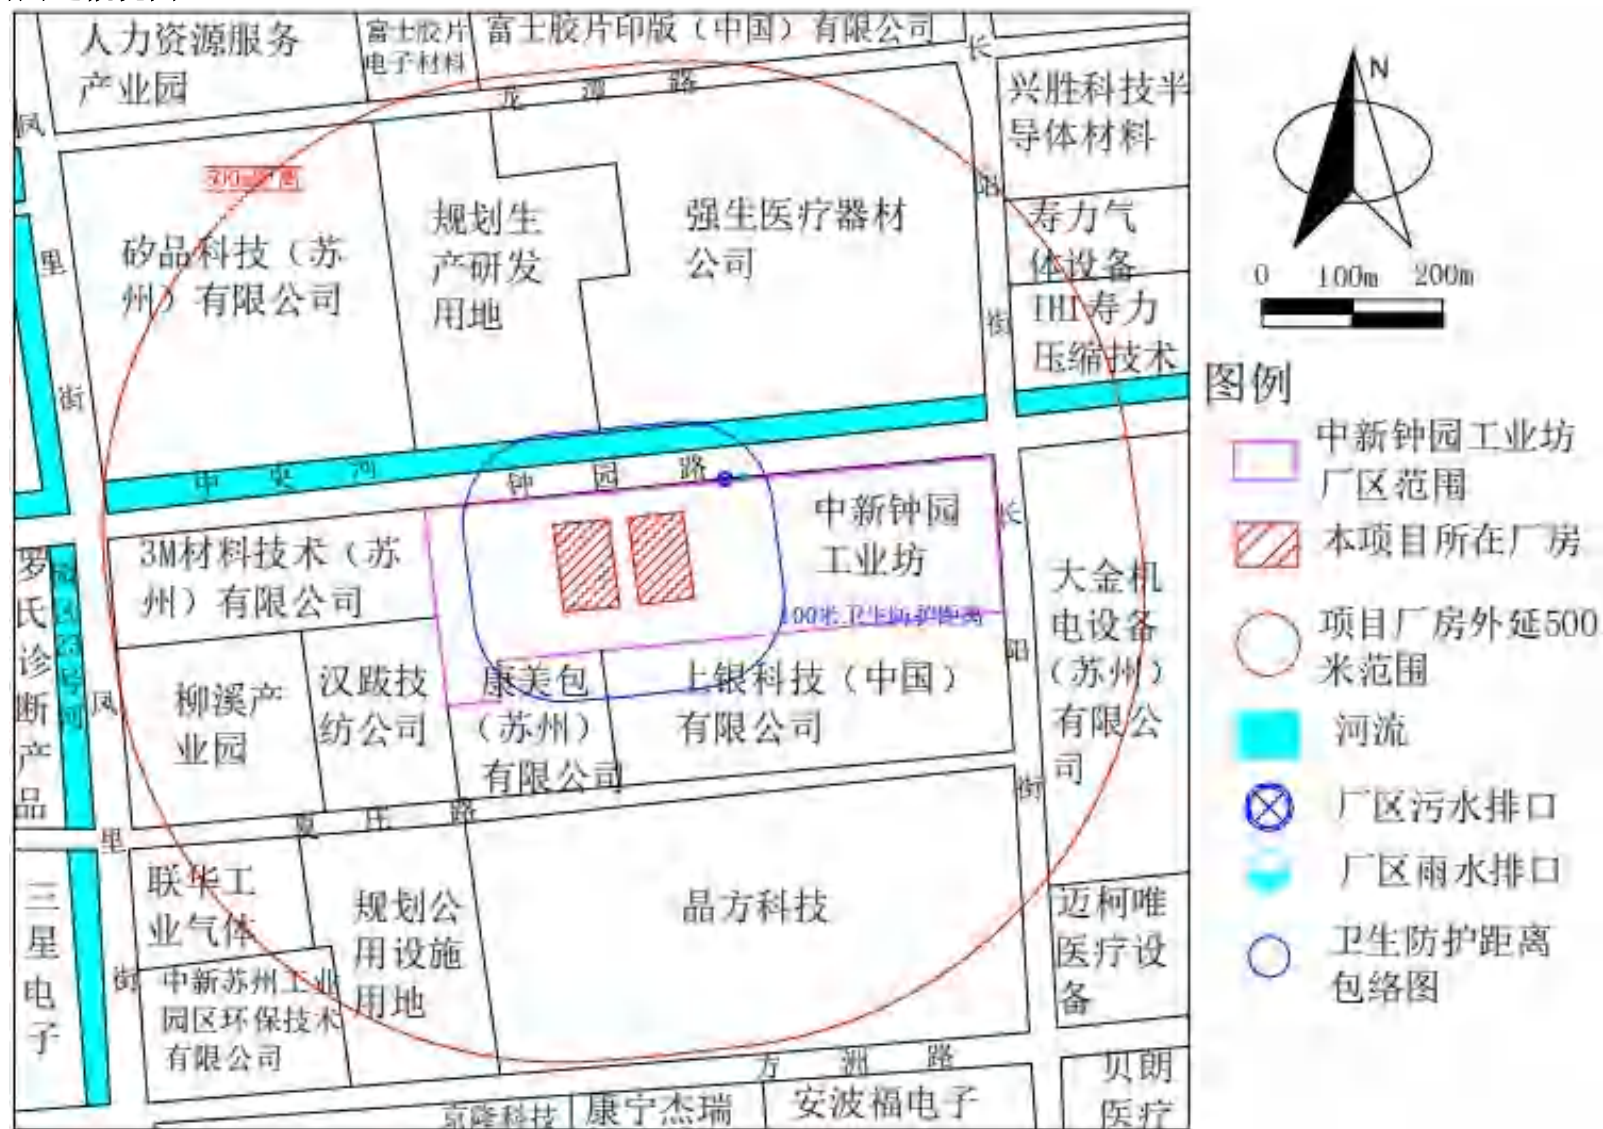 人力资源服务
产业园
富士胶片
电子材料
富士胶片印版（中国）有限公司
龙潭路
长阳街
兴胜科技半
导体材料
寿力气
体设备
IHI寿力
压缩技术
凤里街
矽品科技（苏
州）有限公司
规划生
产研发
用地
强生医疗器材
公司
中央河
钟园路
3M材料技术（苏
州）有限公司
中新钟园
工业坊
100米卫生防护距离
长阳街
大金机
电设备
（苏州）
有限公
司
罗氏诊断产品
凤里街
柳溪产
业园
汉跋技
纺公司
康美包
（苏州）
有限公司
上银科技（中国）
有限公司
夏庄路
三星电子
联华工
业气体
中新苏州工业
园区环保技术
有限公司
规划公
用设施
用地
晶方科技
迈柯唯
医疗设
备
方洲路
京隆科技
康宁杰瑞
安波福电子
贝朗
医疗
N
0 100m 200m
图例
中新钟园工业坊
厂区范围
本项目所在厂房
项目厂房外延500
米范围
河流
厂区污水排口
厂区雨水排口
卫生防护距离
包络图